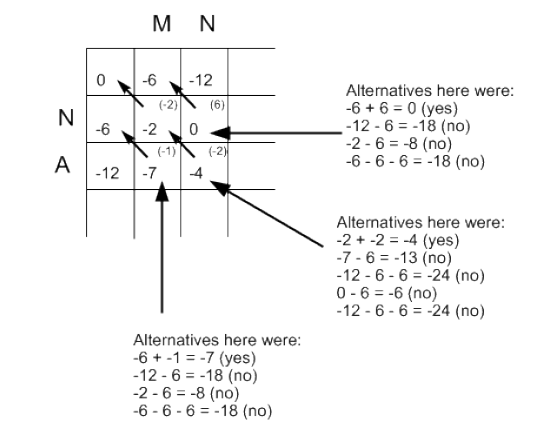 M N
0 -6 -12
(-2) (6)
N -6 -2 0
(-1) (-2)
A -12 -7 -4
Alternatives here were:
-6 + 6 = 0 (yes)
-12 - 6 = -18 (no)
-2 - 6 = -8 (no)
-6 - 6 - 6 = -18 (no)
Alternatives here were:
-2 + -2 = -4 (yes)
-7 - 6 = -13 (no)
-12 - 6 - 6 = -24 (no)
0 - 6 = -6 (no)
-12 - 6 - 6 = -24 (no)
Alternatives here were:
-6 + -1 = -7 (yes)
-12 - 6 = -18 (no)
-2 - 6 = -8 (no)
-6 - 6 - 6 = -18 (no)